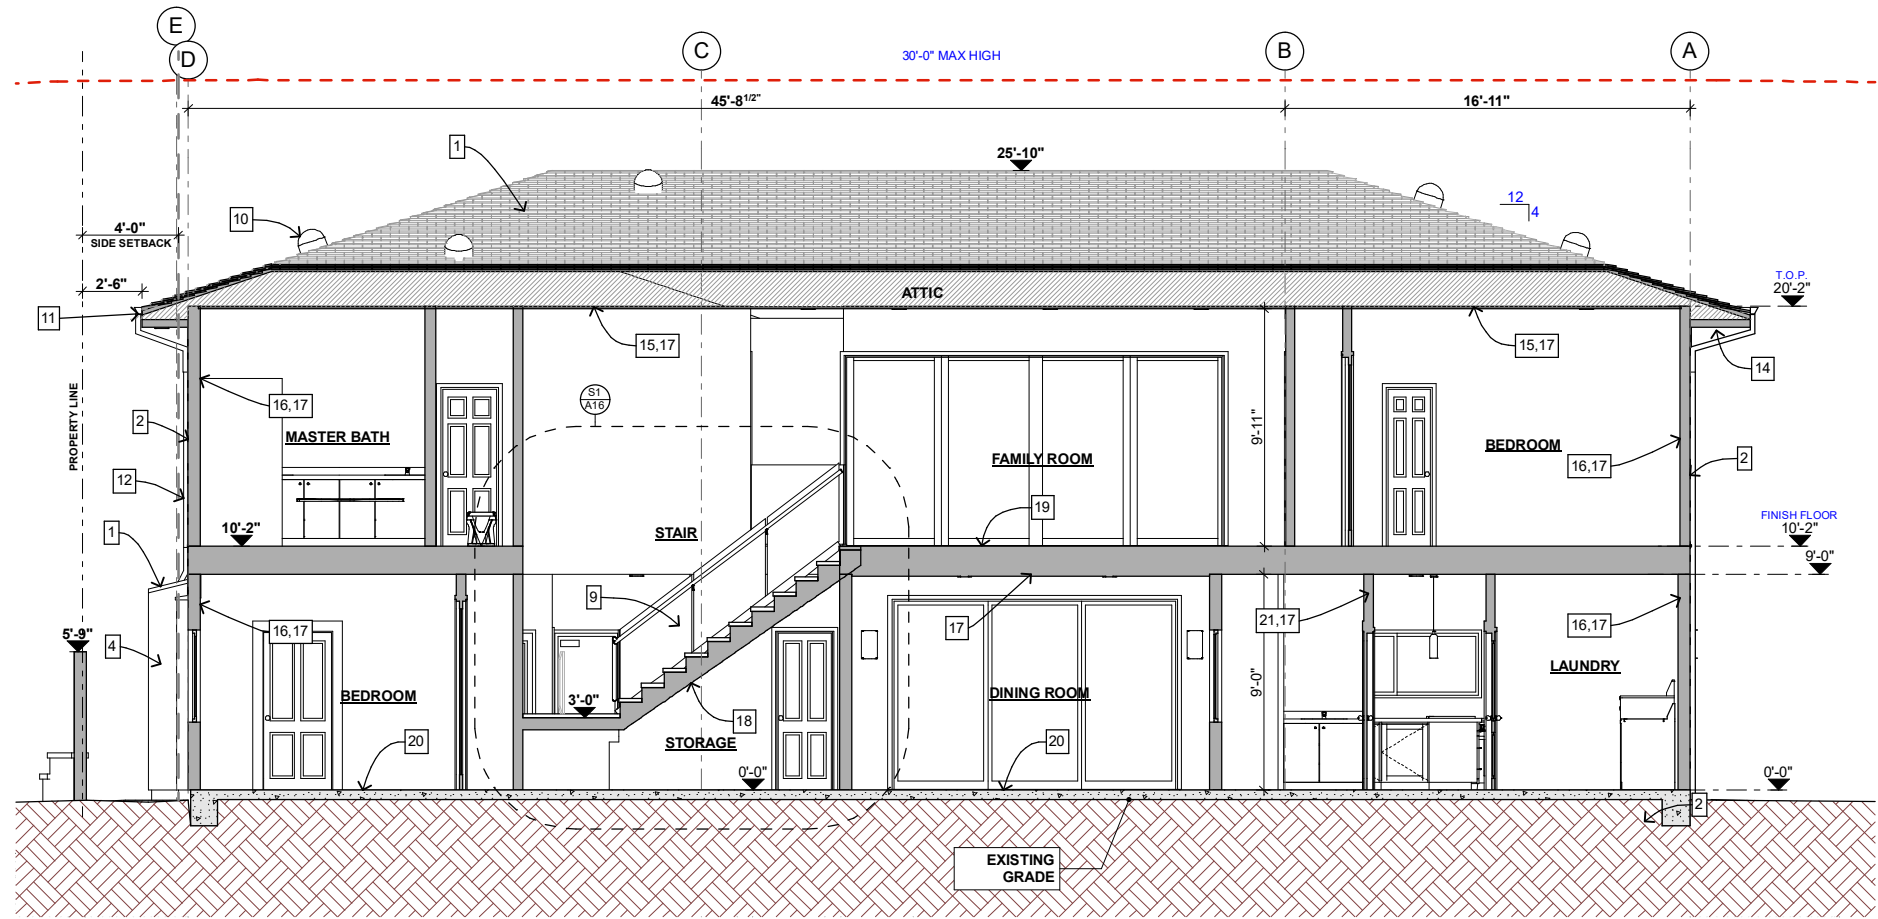 E
D
C
B
A
30'-0" MAX HIGH
45'-8 1/2"
16'-11"
1
25'-10"
12
4
10
4'-0"
SIDE SETBACK
2'-6"
ATTIC
T.O.P.
20'-2"
11
15,17
15,17
14
S1
A16
16,17
2
MASTER BATH
PROPERTY LINE
9'-11"
FAMILY ROOM
BEDROOM
16,17
2
12
19
10'-2"
STAIR
1
FINISH FLOOR
10'-2"
9'-0"
9
16,17
17
21,17
16,17
5'-9"
4
BEDROOM
3'-0"
DINING ROOM
9'-0"
LAUNDRY
18
STORAGE
20
20
0'-0"
0'-0"
2
EXISTING
GRADE